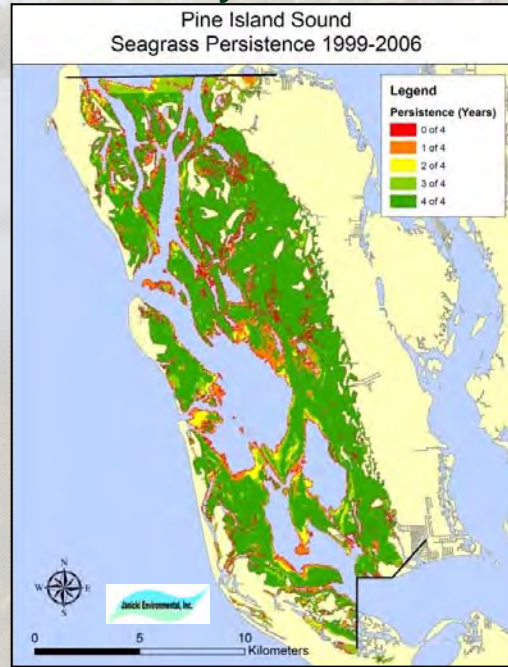 Pine Island Sound
Seagrass Persistence 1999-2006
Legend
Persistence (Years)
0 of 4
1 of 4
2 of 4
3 of 4
4 of 4
N
W E
S
Janicki Environmental, Inc.
0 5 10
Kilometers